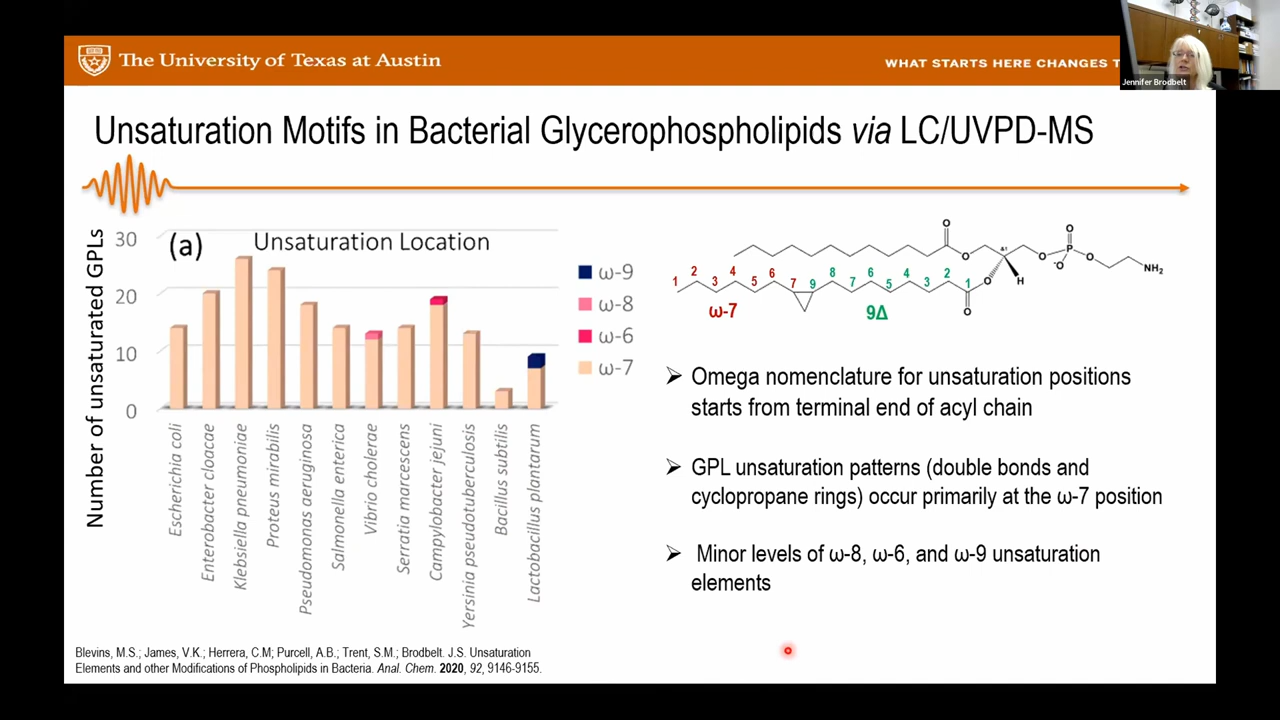 The University of Texas at Austin
WHAT STARTS HERE CHANGES T
Jennifer Brodbelt
Unsaturation Motifs in Bacterial Glycerophospholipids via LC/UVPD-MS
(a)
Unsaturation Location
Number of unsaturated GPLs
30
20
10
0
ω-9
ω-8
ω-6
ω-7
Escherichia coli
Enterobacter cloacae
Klebsiella pneumoniae
Proteus mirabilis
Pseudomonas aeruginosa
Salmonella enterica
Vibrio cholerae
Serratia marcescens
Campylobacter jejuni
Yersinia pseudotuberculosis
Bacillus subtilis
Lactobacillus plantarum
O
O
&1
H
O
P
O
-O
O
NH2
O
O
1 2 3 4 5 6 7 9 8 7 6 5 4 3 2 1
ω-7
9Δ
➢ Omega nomenclature for unsaturation positions
starts from terminal end of acyl chain
➢ GPL unsaturation patterns (double bonds and
cyclopropane rings) occur primarily at the ω-7 position
➢ Minor levels of ω-8, ω-6, and ω-9 unsaturation
elements
Blevins, M.S.; James, V.K.; Herrera, C.M; Purcell, A.B.; Trent, S.M.; Brodbelt. J.S. Unsaturation
Elements and other Modifications of Phospholipids in Bacteria. Anal. Chem. 2020, 92, 9146-9155.